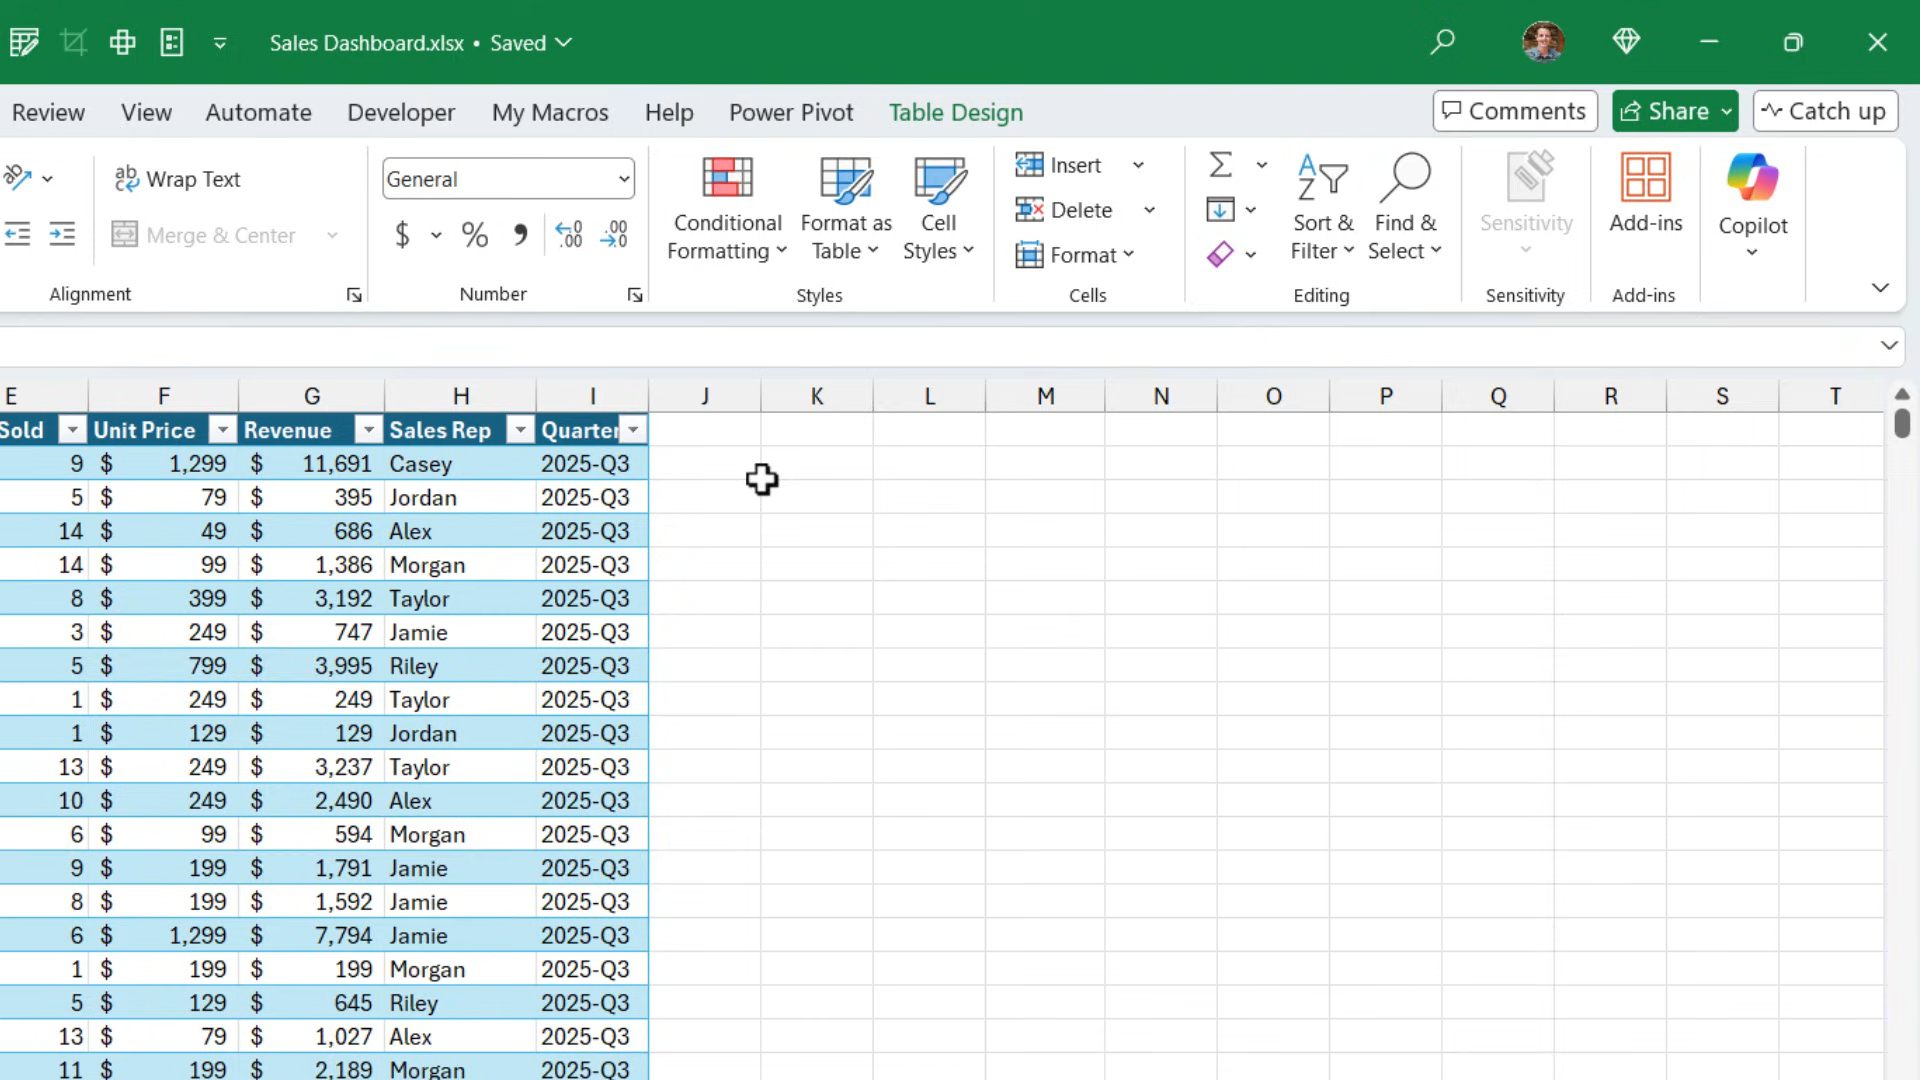 Sales Dashboard.xlsx • Saved
Review View Automate Developer My Macros Help Power Pivot Table Design Comments Share Catch up
ab Wrap Text
Merge & Center
Alignment
General
$ % , .00 .00
Number
Conditional Formatting
Format as Table
Cell Styles
Styles
Insert
Delete
Format
Cells
Σ
AZ
Sort & Filter
Find & Select
Editing
Sensitivity
Sensitivity
Add-ins
Add-ins
Copilot
E F G H I J K L M N O P Q R S T
Sold Unit Price Revenue Sales Rep Quarter
9 $ 1,299 $ 11,691 Casey 2025-Q3
5 $ 79 $ 395 Jordan 2025-Q3
14 $ 49 $ 686 Alex 2025-Q3
14 $ 99 $ 1,386 Morgan 2025-Q3
8 $ 399 $ 3,192 Taylor 2025-Q3
3 $ 249 $ 747 Jamie 2025-Q3
5 $ 799 $ 3,995 Riley 2025-Q3
1 $ 249 $ 249 Taylor 2025-Q3
1 $ 129 $ 129 Jordan 2025-Q3
13 $ 249 $ 3,237 Taylor 2025-Q3
10 $ 249 $ 2,490 Alex 2025-Q3
6 $ 99 $ 594 Morgan 2025-Q3
9 $ 199 $ 1,791 Jamie 2025-Q3
8 $ 199 $ 1,592 Jamie 2025-Q3
6 $ 1,299 $ 7,794 Jamie 2025-Q3
1 $ 199 $ 199 Morgan 2025-Q3
5 $ 129 $ 645 Riley 2025-Q3
13 $ 79 $ 1,027 Alex 2025-Q3
11 $ 199 $ 2,189 Morgan 2025-Q3